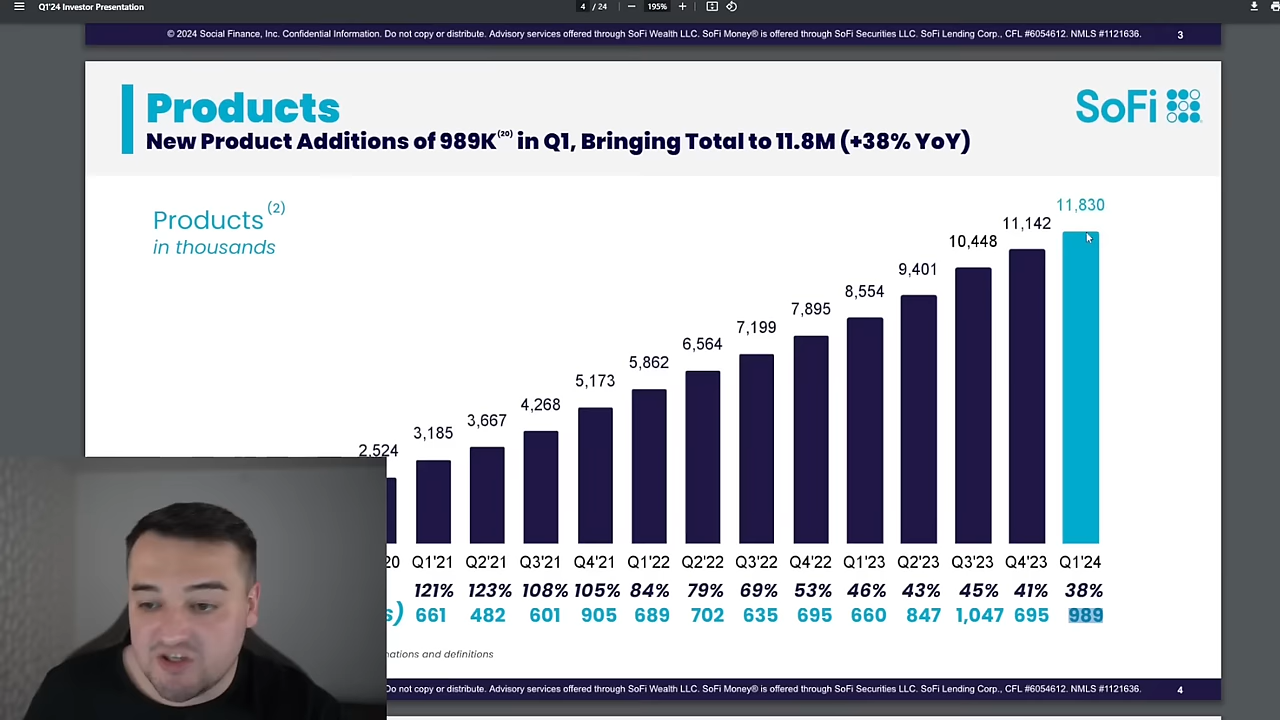 Q1'24 Investor Presentation
4 / 24
195%
© 2024 Social Finance, Inc. Confidential Information. Do not copy or distribute. Advisory services offered through SoFi Wealth LLC. SoFi Money® is offered through SoFi Securities LLC. SoFi Lending Corp., CFL #6054612. NMLS #1121636.
3
Products
SoFi
New Product Additions of 989K(20) in Q1, Bringing Total to 11.8M (+38% YoY)
Products (2)
in thousands
2,524 3,185 3,667 4,268 5,173 5,862 6,564 7,199 7,895 8,554 9,401 10,448 11,142 11,830
20 Q1'21 Q2'21 Q3'21 Q4'21 Q1'22 Q2'22 Q3'22 Q4'22 Q1'23 Q2'23 Q3'23 Q4'23 Q1'24
121% 123% 108% 105% 84% 79% 69% 53% 46% 43% 45% 41% 38%
s) 661 482 601 905 689 702 635 695 660 847 1,047 695 989
nations and definitions
Do not copy or distribute. Advisory services offered through SoFi Wealth LLC. SoFi Money® is offered through SoFi Securities LLC. SoFi Lending Corp., CFL #6054612. NMLS #1121636.
4